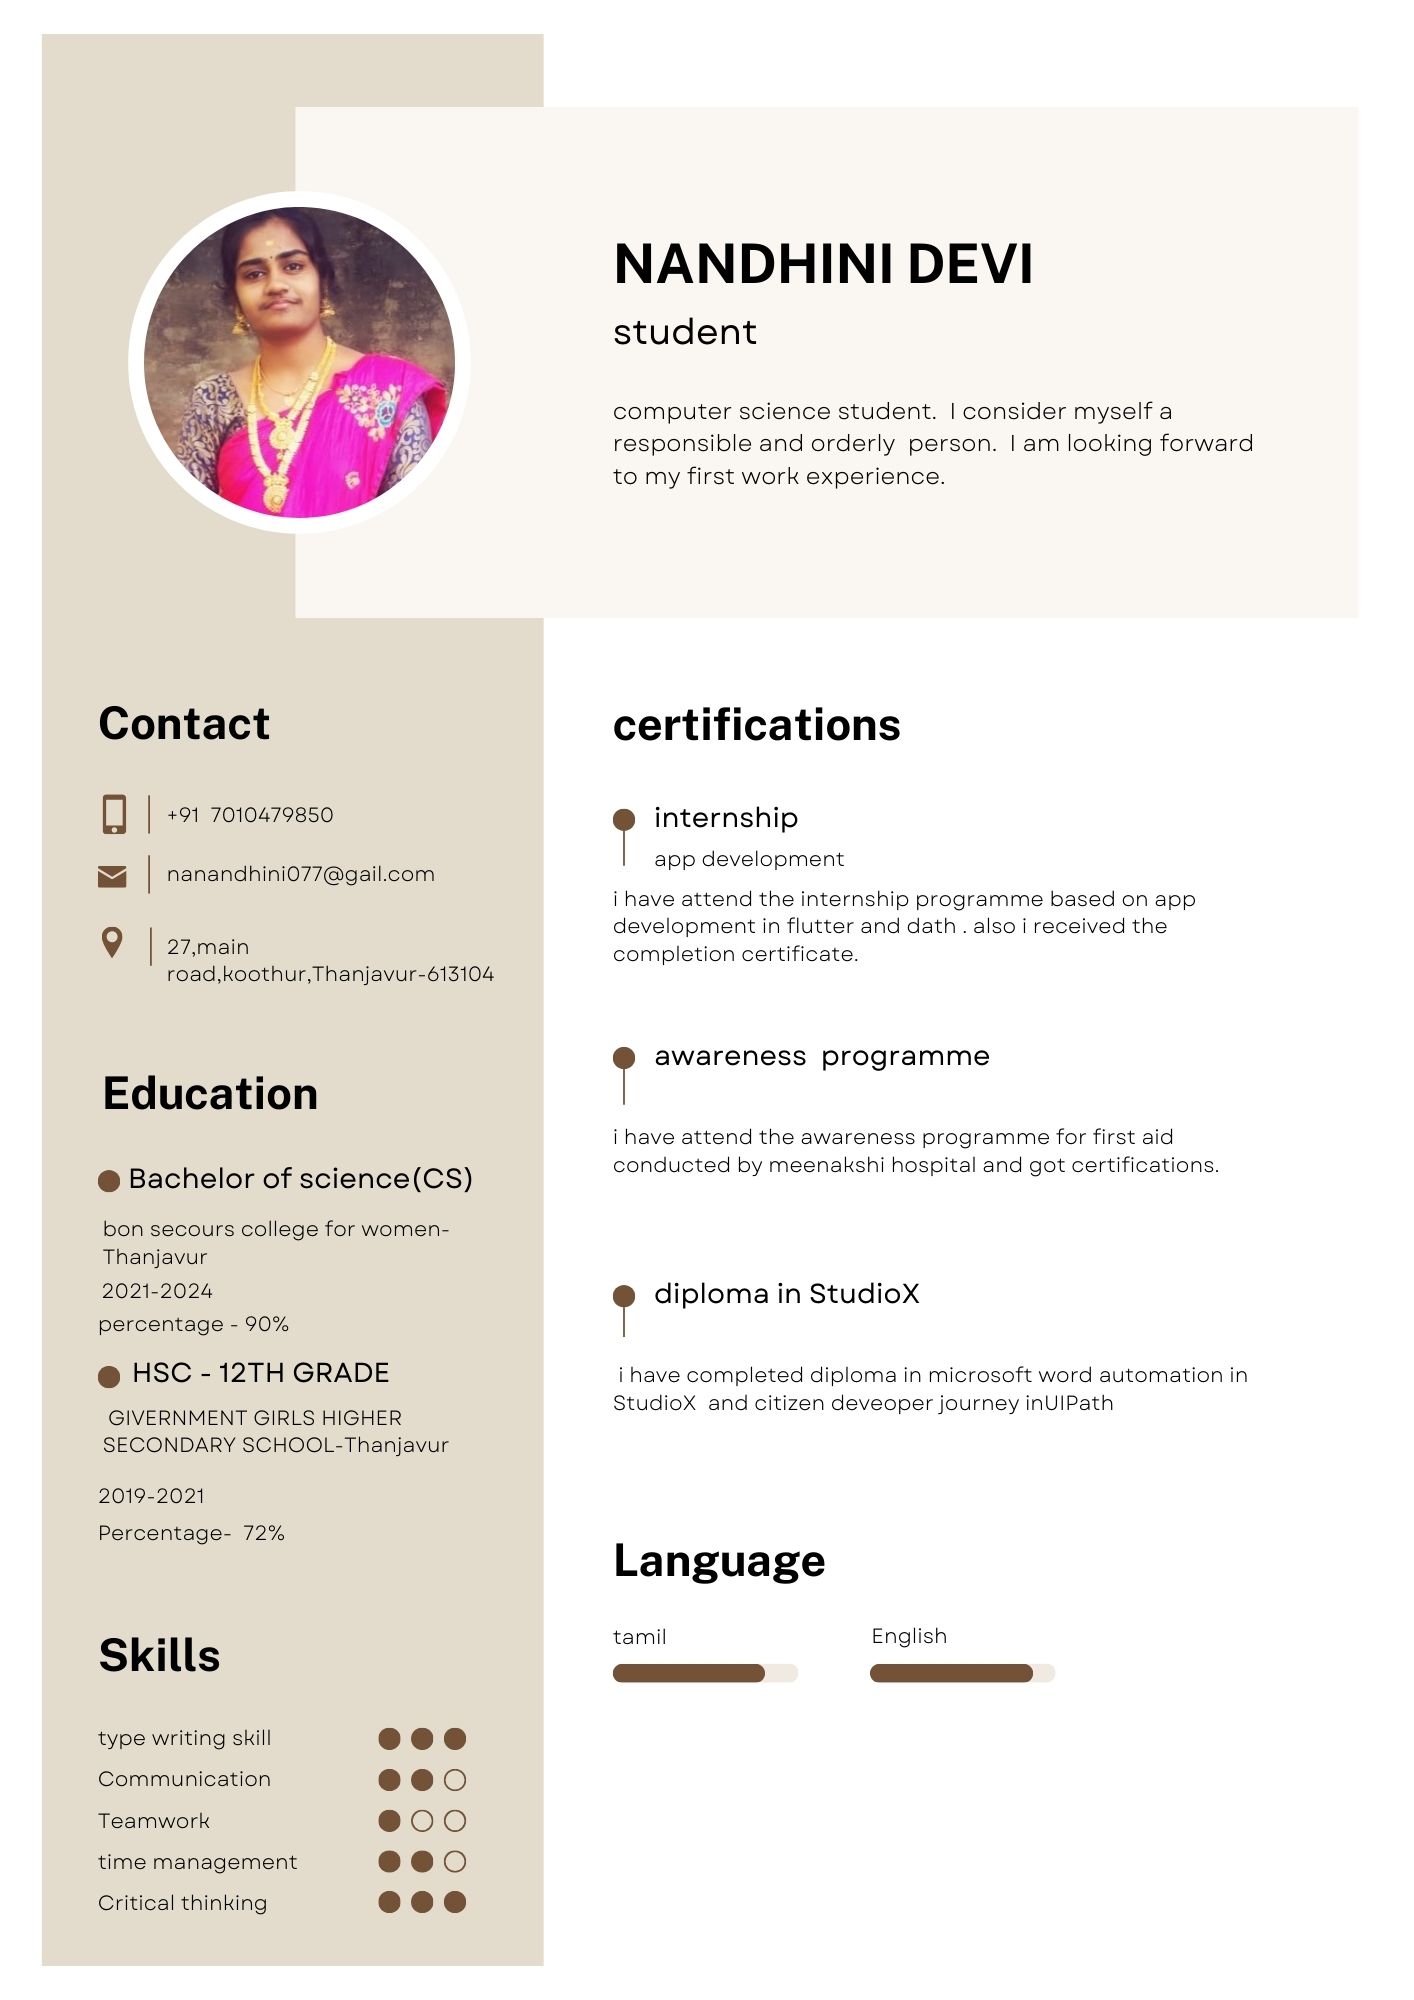 NANDHINI DEVI
student
computer science student.  I consider myself a
responsible and orderly  person.  I am looking forward
to my first work experience.
Contact
+91  7010479850
nanandhini077@gail.com
27,main
road,koothur,Thanjavur-613104
Education
Bachelor of science(CS)
bon secours college for women-
Thanjavur
2021-2024
percentage - 90%
HSC - 12TH GRADE
GIVERNMENT GIRLS HIGHER
SECONDARY SCHOOL-Thanjavur
2019-2021
Percentage-  72%
Skills
type writing skill
Communication
Teamwork
time management
Critical thinking
certifications
internship
app development
i have attend the internship programme based on app
development in flutter and dath . also i received the
completion certificate.
awareness  programme
i have attend the awareness programme for first aid
conducted by meenakshi hospital and got certifications.
diploma in StudioX
i have completed diploma in microsoft word automation in
StudioX  and citizen deveoper journey inUIPath
Language
tamil
English